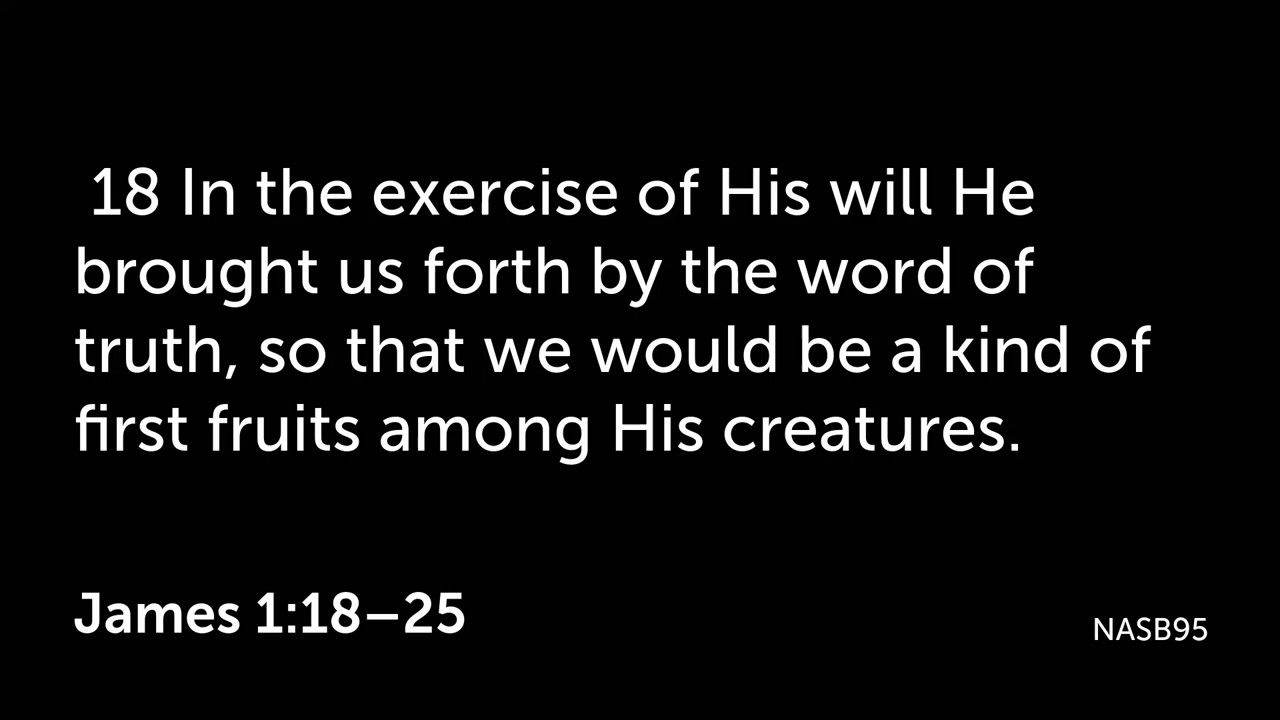 18 In the exercise of His will He
brought us forth by the word of
truth, so that we would be a kind of
first fruits among His creatures.
James 1:18–25
NASB95